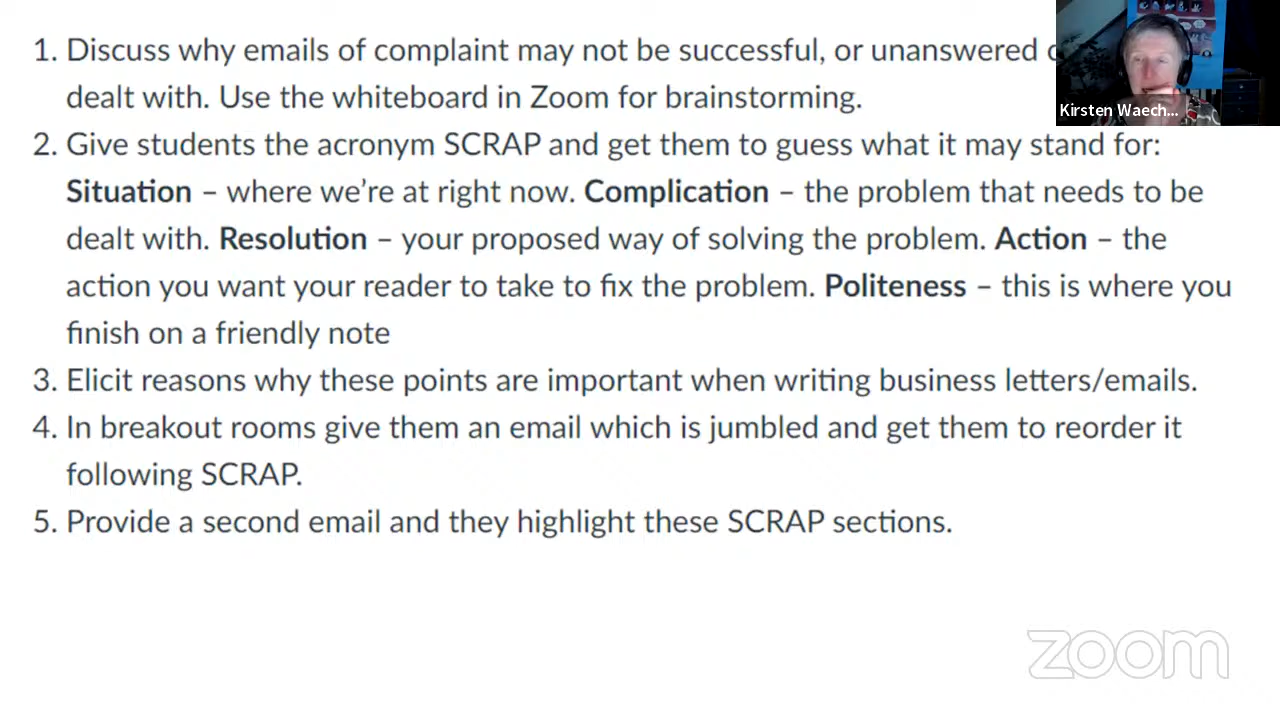 1. Discuss why emails of complaint may not be successful, or unanswered
dealt with. Use the whiteboard in Zoom for brainstorming.
2. Give students the acronym SCRAP and get them to guess what it may stand for:
Situation – where we're at right now. Complication – the problem that needs to be
dealt with. Resolution – your proposed way of solving the problem. Action – the
action you want your reader to take to fix the problem. Politeness – this is where you
finish on a friendly note
3. Elicit reasons why these points are important when writing business letters/emails.
4. In breakout rooms give them an email which is jumbled and get them to reorder it
following SCRAP.
5. Provide a second email and they highlight these SCRAP sections.
Kirsten Waech...
zoom